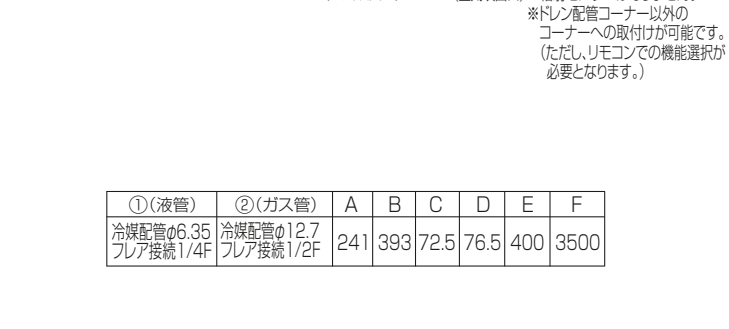 ※ドレン配管コーナー以外の
コーナーへの取付けが可能です。
(ただし、リモコンでの機能選択が
必要となります。)
①(液管) ②(ガス管) A B C D E F
冷媒配管φ6.35 冷媒配管φ12.7 241 393 72.5 76.5 400 3500
フレア接続1/4F フレア接続1/2F